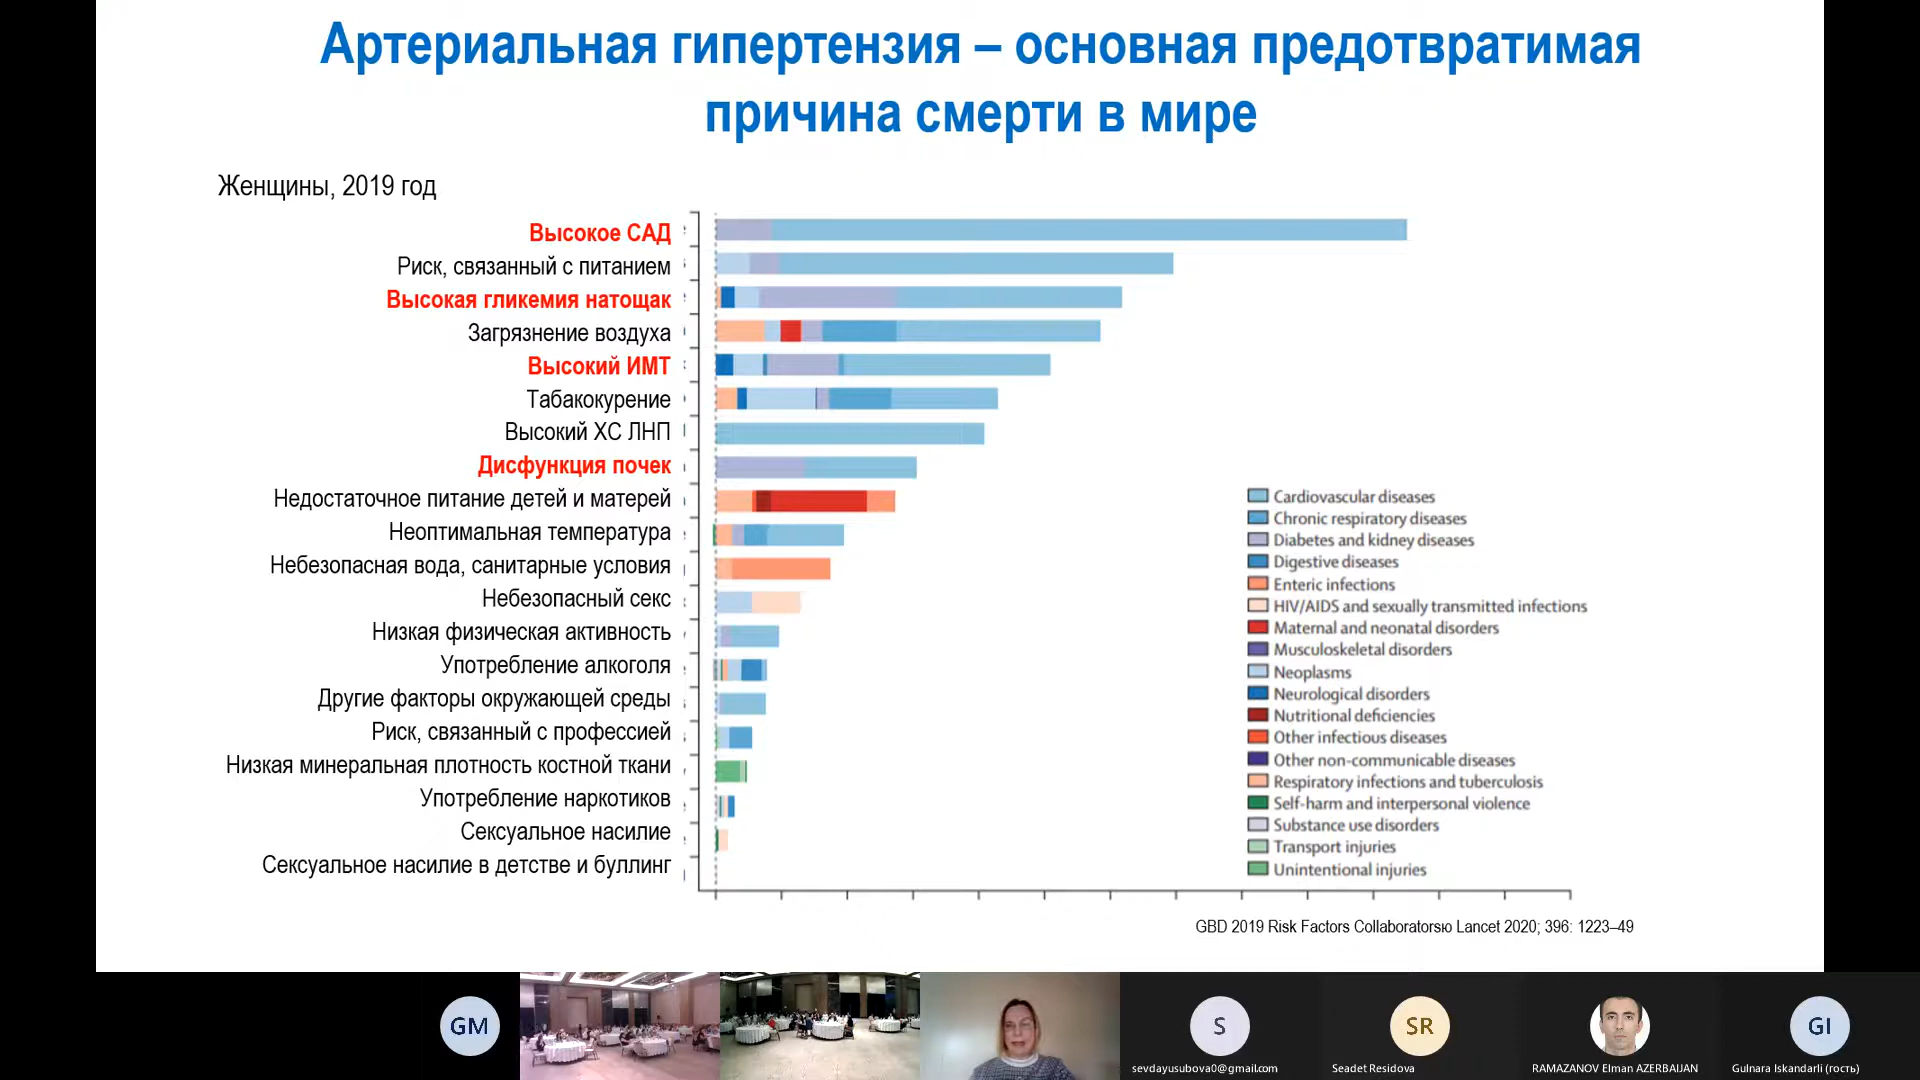 Артериальная гипертензия – основная предотвратимая
причина смерти в мире
Женщины, 2019 год
Высокое САД
Риск, связанный с питанием
Высокая гликемия натощак
Загрязнение воздуха
Высокий ИМТ
Табакокурение
Высокий ХС ЛНП
Дисфункция почек
Недостаточное питание детей и матерей
Неоптимальная температура
Небезопасная вода, санитарные условия
Небезопасный секс
Низкая физическая активность
Употребление алкоголя
Другие факторы окружающей среды
Риск, связанный с профессией
Низкая минеральная плотность костной ткани
Употребление наркотиков
Сексуальное насилие
Сексуальное насилие в детстве и буллинг
Cardiovascular diseases
Chronic respiratory diseases
Diabetes and kidney diseases
Digestive diseases
Enteric infections
HIV/AIDS and sexually transmitted infections
Maternal and neonatal disorders
Musculoskeletal disorders
Neoplasms
Neurological disorders
Nutritional deficiencies
Other infectious diseases
Other non-communicable diseases
Respiratory infections and tuberculosis
Self-harm and interpersonal violence
Substance use disorders
Transport injuries
Unintentional injuries
GBD 2019 Risk Factors Collaboratorsю Lancet 2020; 396: 1223–49
GM
S
SR
GI
sevdayusubova0@gmail.com
Seadet Residova
RAMAZANOV Elman AZERBAIJAN
Gulnara Iskandarli (гость)